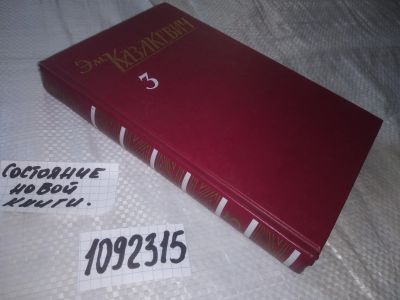 Эм. КАЗАКЕВИЧ
3
СОСТОЯНИЕ
НОВОЙ
КНИГИ.
1092315